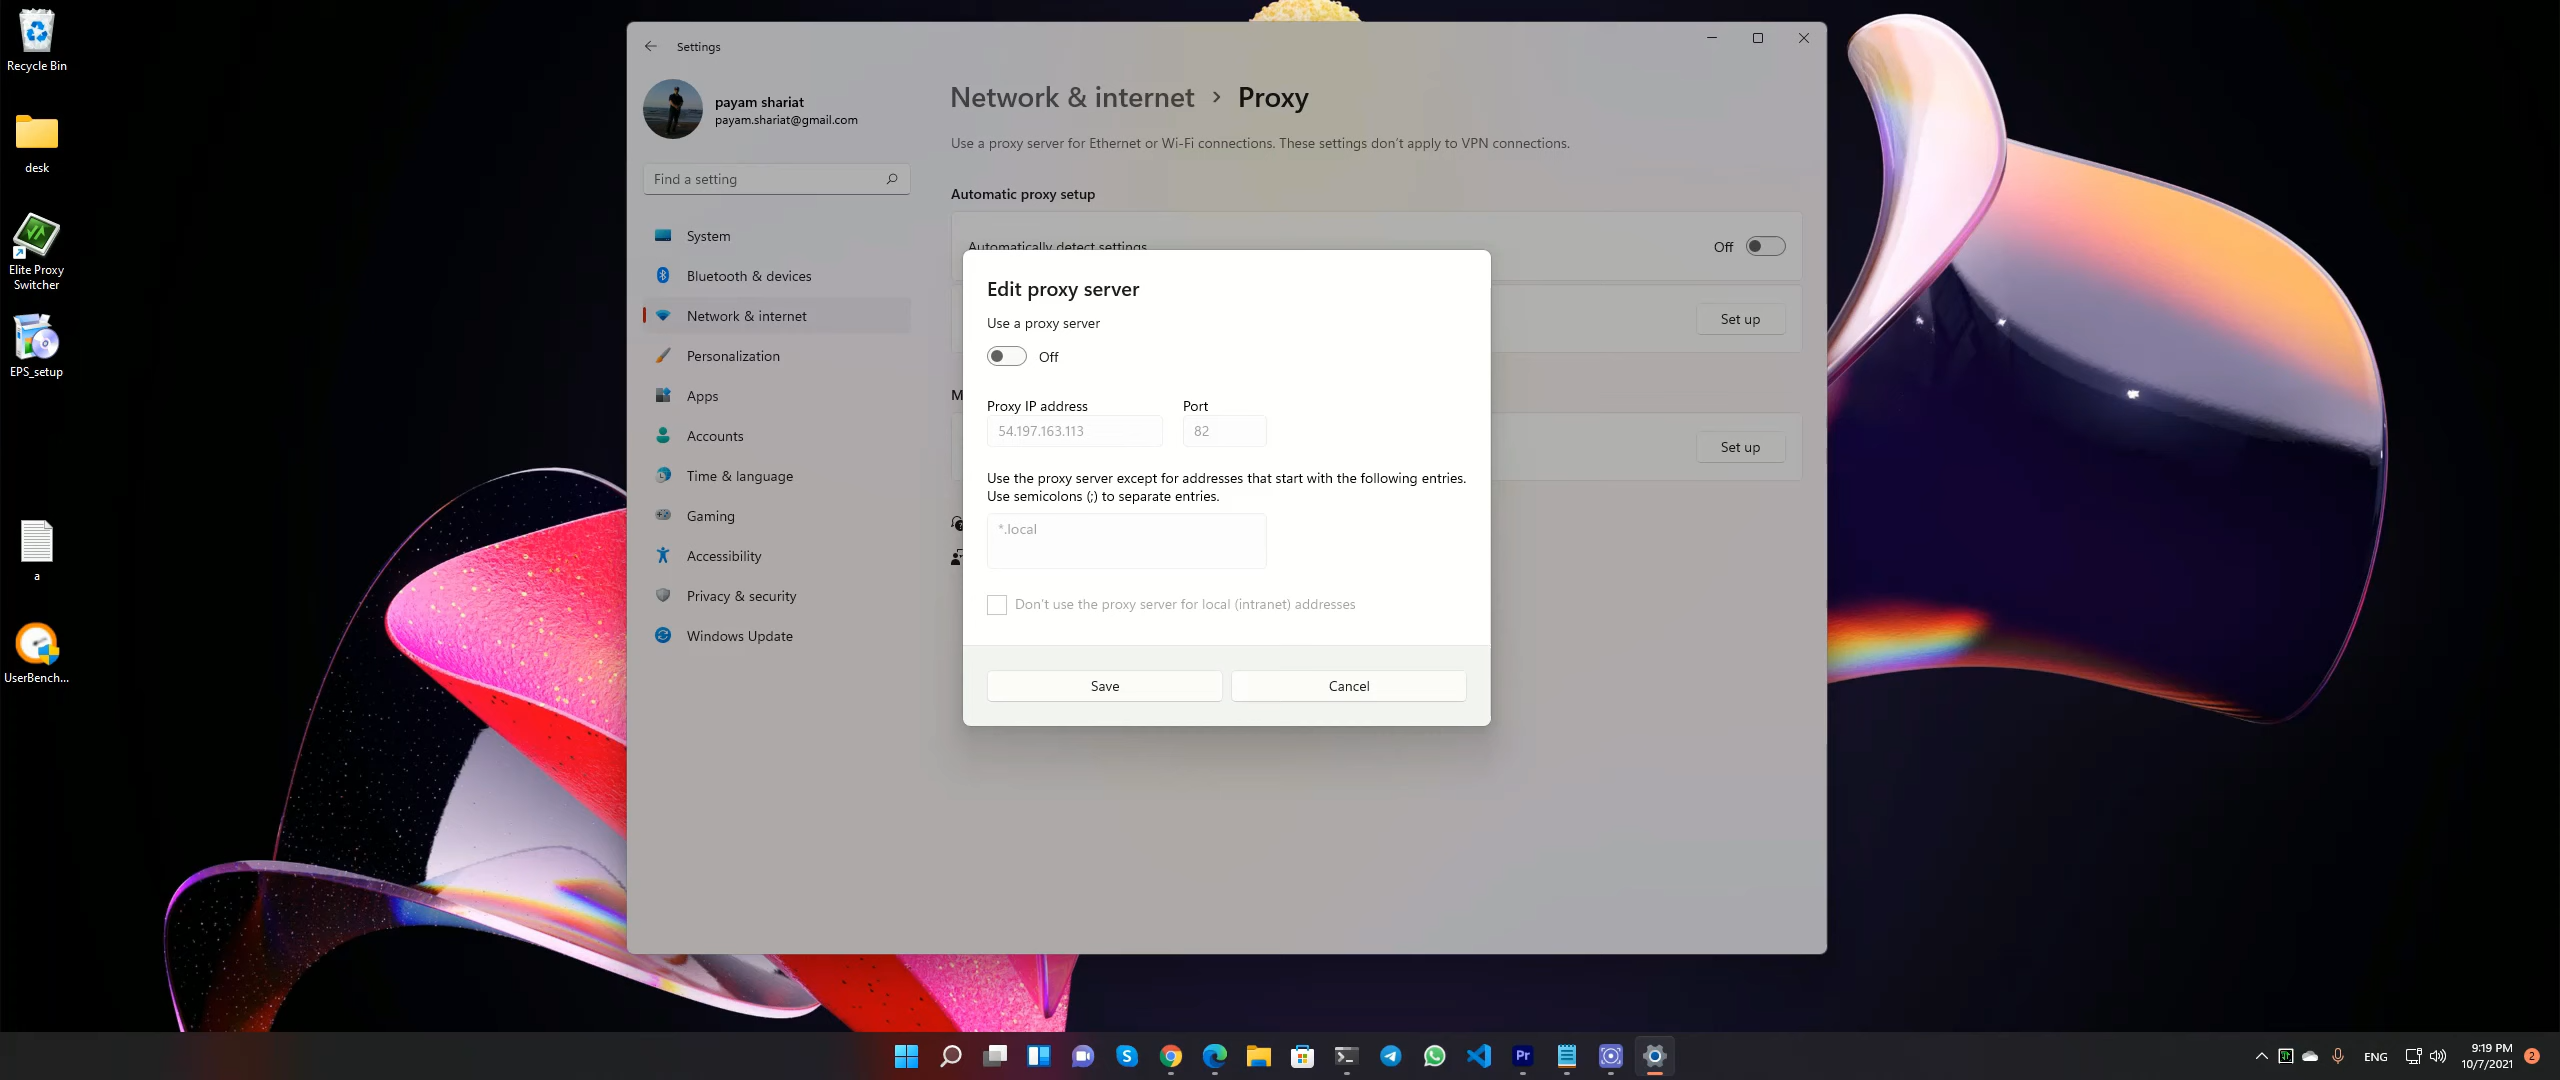 Recycle Bin
desk
Elite Proxy
Switcher
EPS_setup
a
UserBench...
Settings
payam shariat
payam.shariat@gmail.com
Find a setting
System
Bluetooth & devices
Network & internet
Personalization
Apps
Accounts
Time & language
Gaming
Accessibility
Privacy & security
Windows Update
Network & internet > Proxy
Use a proxy server for Ethernet or Wi-Fi connections. These settings don't apply to VPN connections.
Automatic proxy setup
Automatically detect settings
Off
Set up
M
Set up
Edit proxy server
Use a proxy server
Off
Proxy IP address Port
54.197.163.113 82
Use the proxy server except for addresses that start with the following entries.
Use semicolons (;) to separate entries.
*.local
Don't use the proxy server for local (intranet) addresses
Save Cancel
S
Pr
ENG
9:19 PM
10/7/2021
2